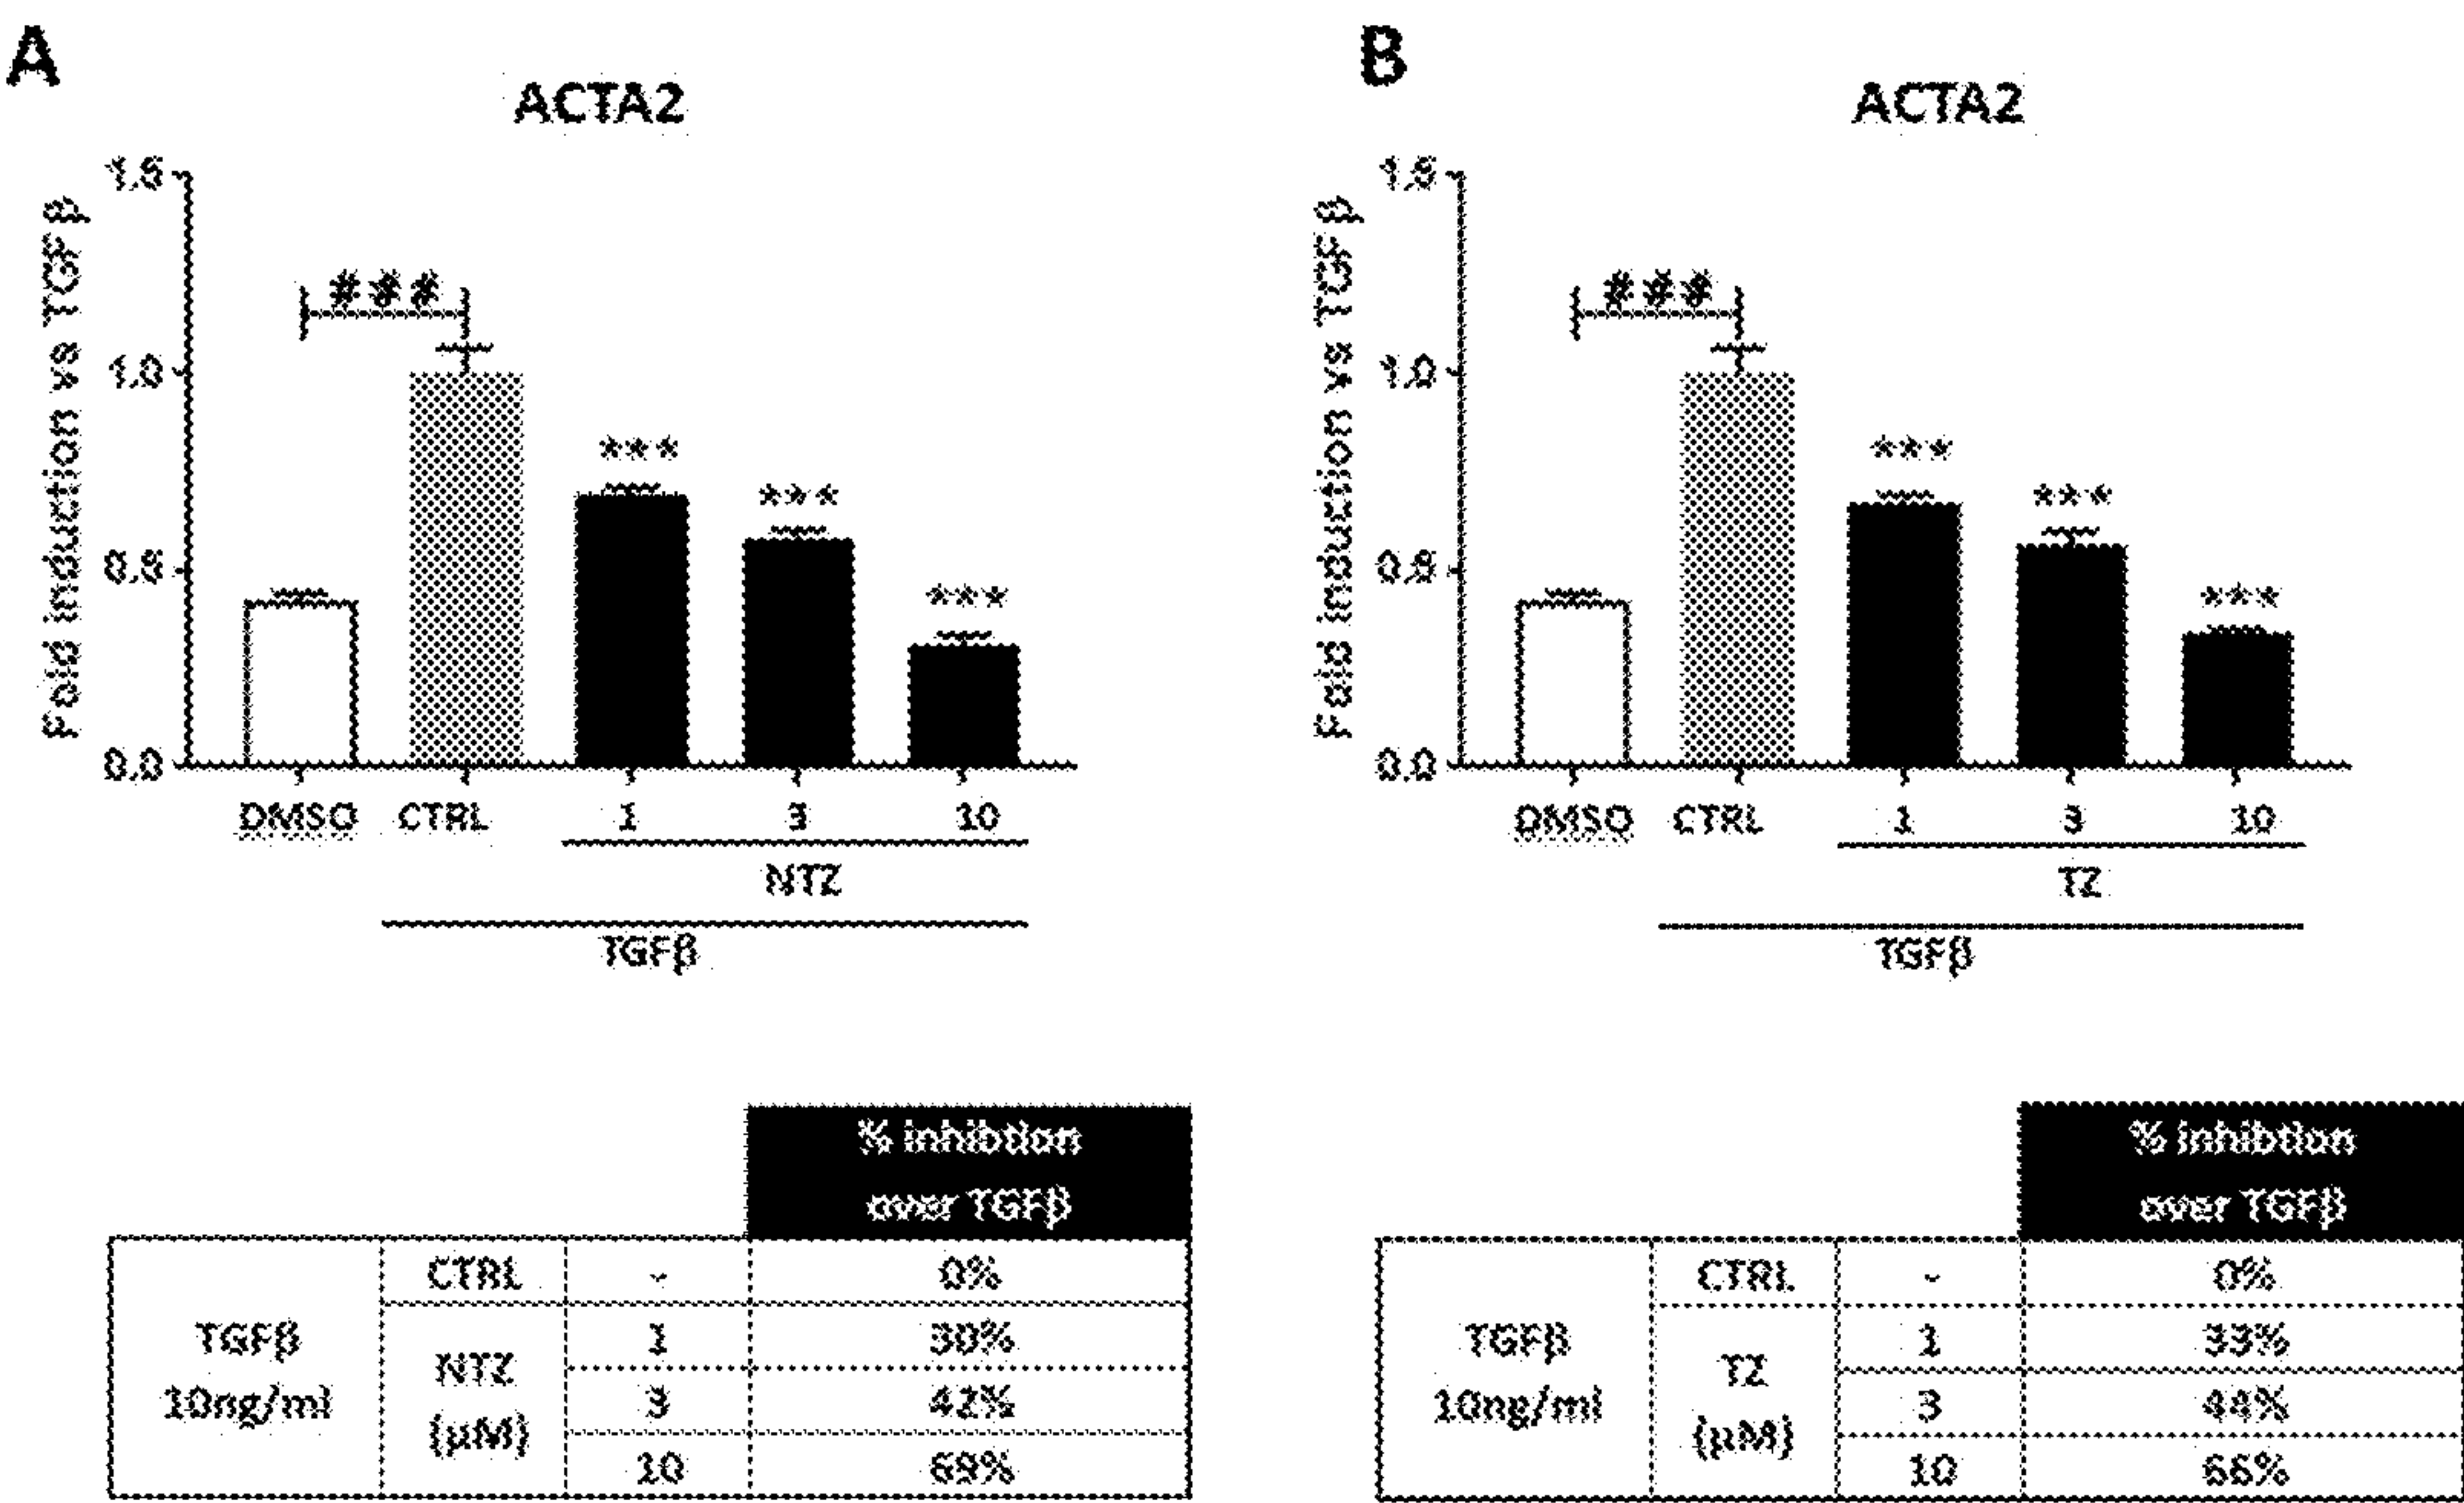 A
ACTA2
Fold induction vs TGFβ
1.5
1.0
0.5
0.0
###
***
***
***
DMSO CTRL 1 3 10
NTZ
TGFβ
% inhibtion
over TGFβ
CTRL - 0%
TGFβ
10ng/ml
NTZ
(μM)
1 30%
3 42%
10 69%
B
ACTA2
Fold induction vs TGFβ
1.5
1.0
0.5
0.0
###
***
***
***
DMSO CTRL 1 3 10
TZ
TGFβ
% inhibtion
over TGFβ
CTRL - 0%
TGFβ
10ng/ml
TZ
(μM)
1 33%
3 44%
10 66%